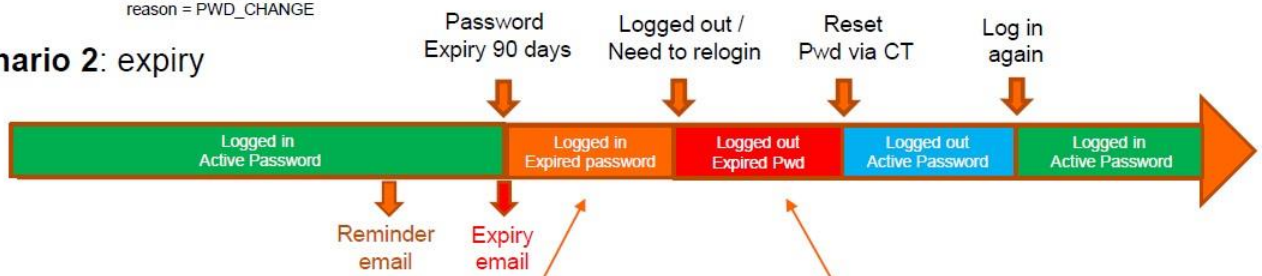 reason = PWD_CHANGE
nario 2: expiry
Password
Expiry 90 days
Logged out /
Need to relogin
Reset
Pwd via CT
Log in
again
Logged in
Active Password
Logged in
Expired password
Logged out
Expired Pwd
Logged out
Active Password
Logged in
Active Password
Reminder
email
Expiry
email